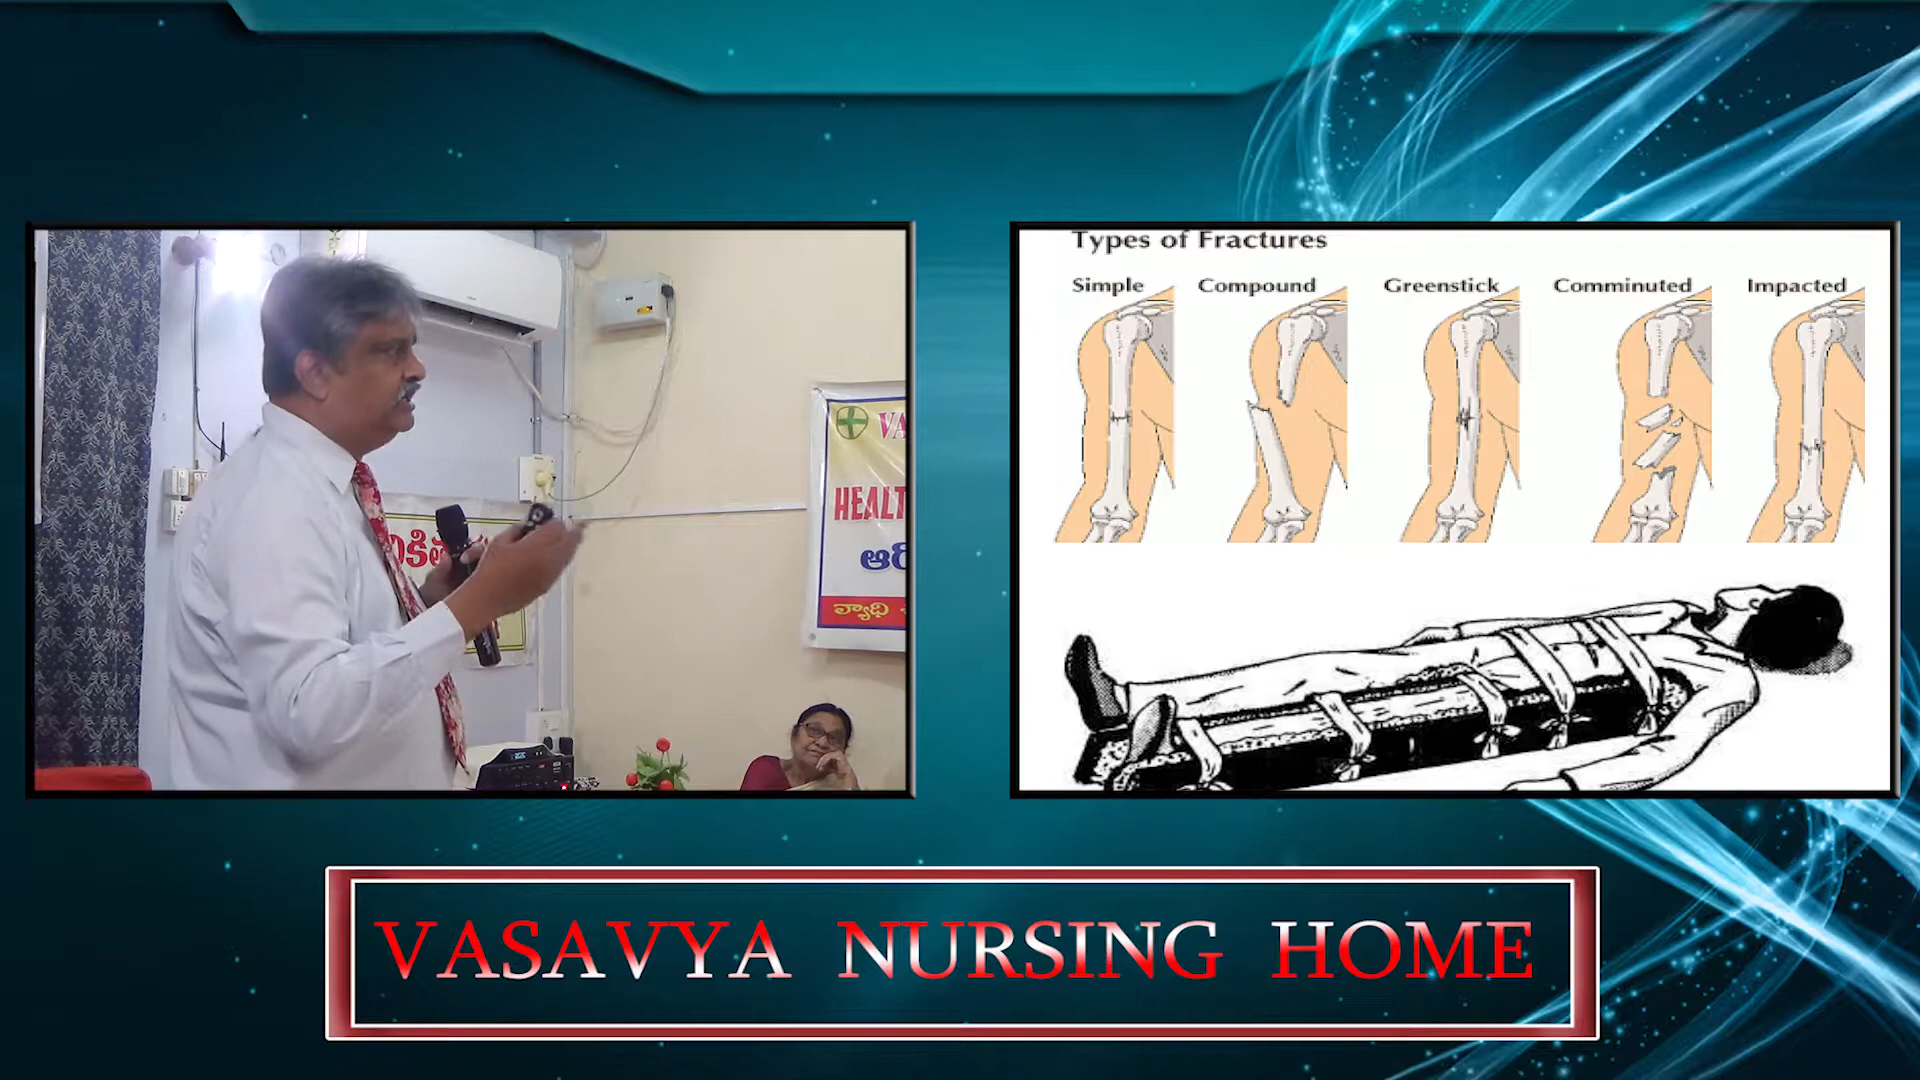 Types of Fractures
Simple Compound Greenstick Comminuted Impacted
HEALT
వ్యాధి
VASAVYA NURSING HOME